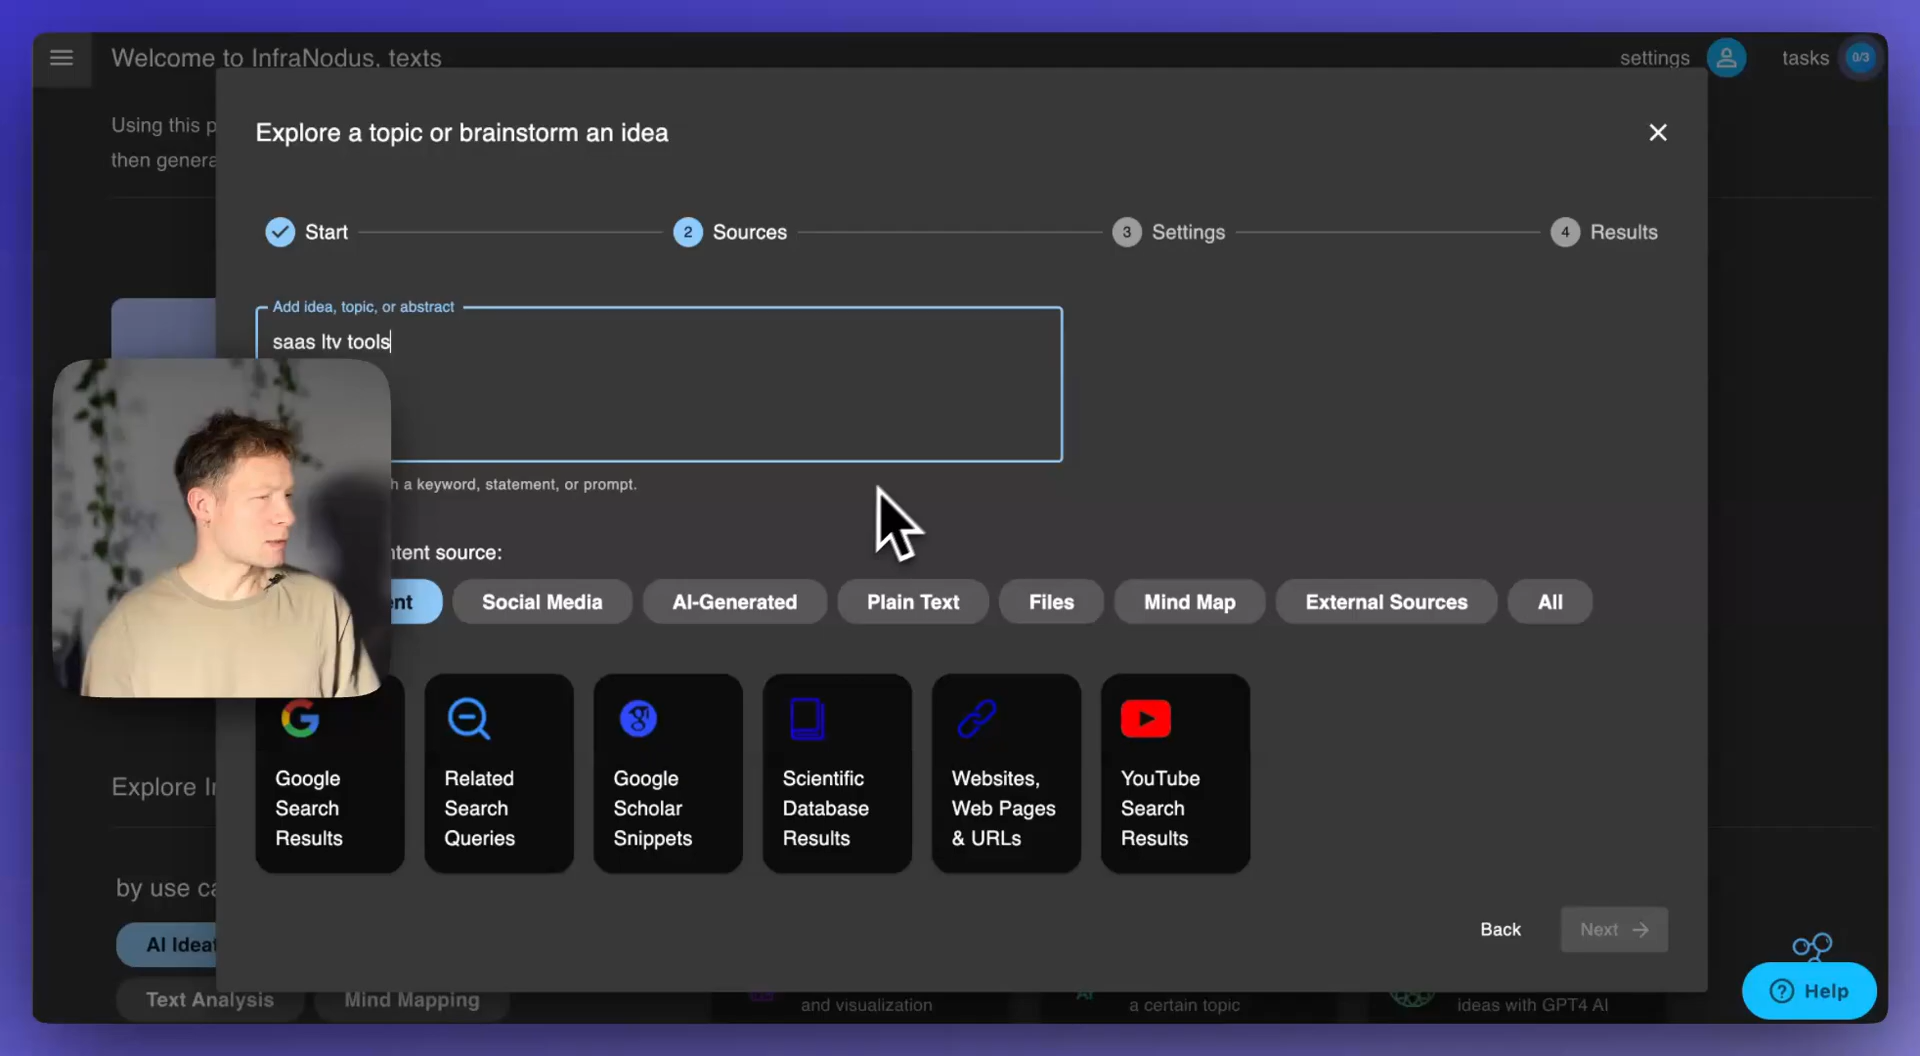 Welcome to InfraNodus, texts
settings
tasks
0/3
Using this p
then genera
Explore a topic or brainstorm an idea
Start
2
Sources
3
Settings
4
Results
Add idea, topic, or abstract
saas ltv tools
h a keyword, statement, or prompt.
ntent source:
nt
Social Media
AI-Generated
Plain Text
Files
Mind Map
External Sources
All
Google
Search
Results
Related
Search
Queries
Google
Scholar
Snippets
Scientific
Database
Results
Websites,
Web Pages
& URLs
YouTube
Search
Results
Explore I
by use ca
Back
Next
AI Ideat
Text Analysis
Mind Mapping
and visualization
a certain topic
ideas with GPT4 AI
Help